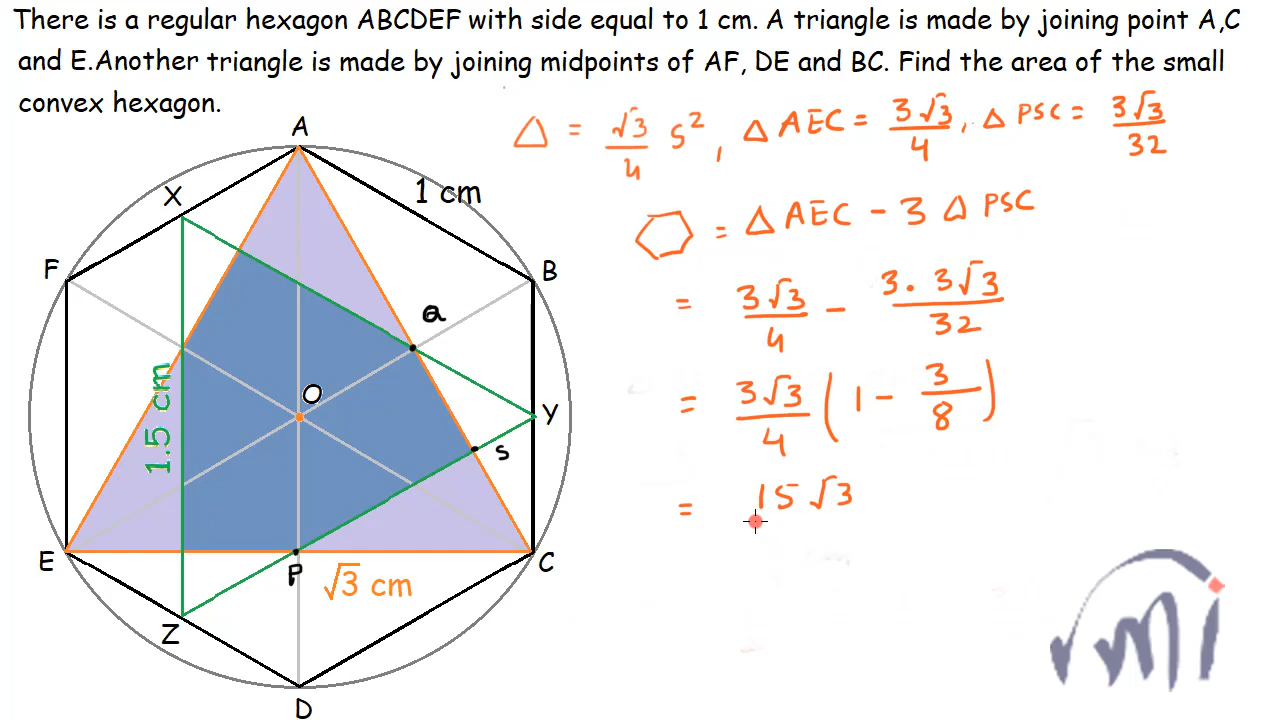 There is a regular hexagon ABCDEF with side equal to 1 cm. A triangle is made by joining point A,C
and E.Another triangle is made by joining midpoints of AF, DE and BC. Find the area of the small
convex hexagon.
Δ = √3/4 s², Δ AEC = 3√3/4, Δ PSC = 3√3/32
⬡ = Δ AEC - 3 Δ PSC
= 3√3/4 - 3.3√3/32
= 3√3/4 (1 - 3/8)
= 15√3
A
X
1 cm
F
B
Q
O
1.5 cm
Y
S
E
C
P
√3 cm
Z
D
rmi